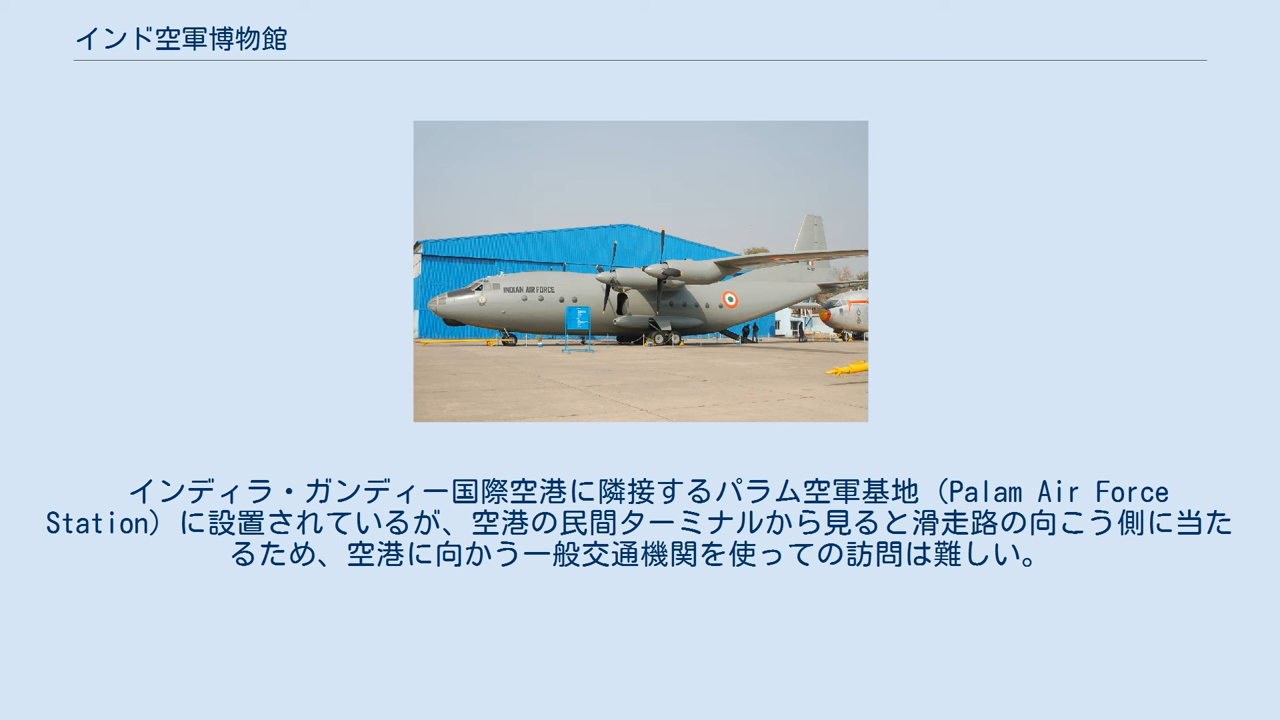 インド空軍博物館
INDIAN AIR FORCE
インディラ・ガンディー国際空港に隣接するパラム空軍基地（Palam Air Force
Station）に設置されているが、空港の民間ターミナルから見ると滑走路の向こう側に当た
るため、空港に向かう一般交通機関を使っての訪問は難しい。